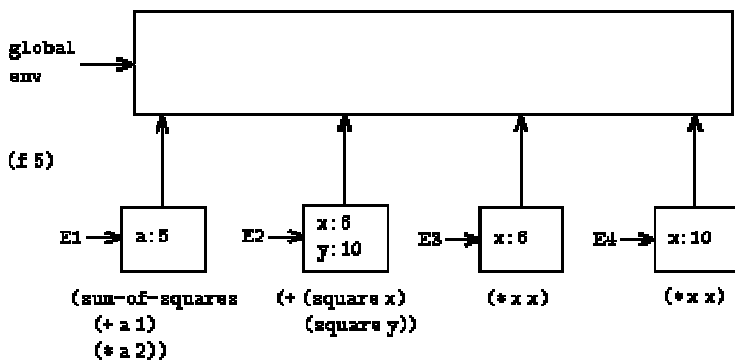 global
env
(f 5)
E1
a:5
E2
x:6
y:10
E3
x:6
E4
x:10
(sum-of-squares
(+ a 1)
(* a 2))
(+ (square x)
(square y))
(* x x)
(* x x)